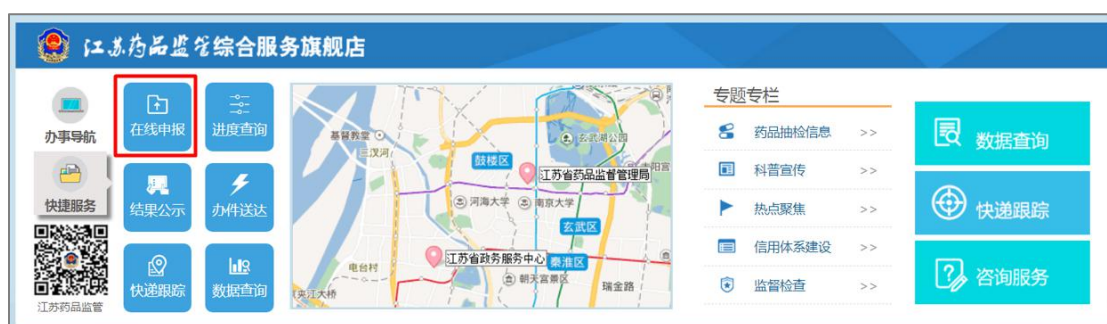 江苏药品监管综合服务旗舰店
办事导航
快捷服务
江苏药品监管
在线申报
进度查询
结果公示
办件送达
快递跟踪
数据查询
基督教堂
三汊河
玄武湖公园
鼓楼区
江苏省药品监督管理局
河海大学
南京大学
玄武区
江苏省政务服务中心
秦淮区
电台村
朝天宫景区
瑞金路
夹江大桥
专题专栏
药品抽检信息 >>
科普宣传 >>
热点聚焦 >>
信用体系建设 >>
监督检查 >>
数据查询
快递跟踪
咨询服务